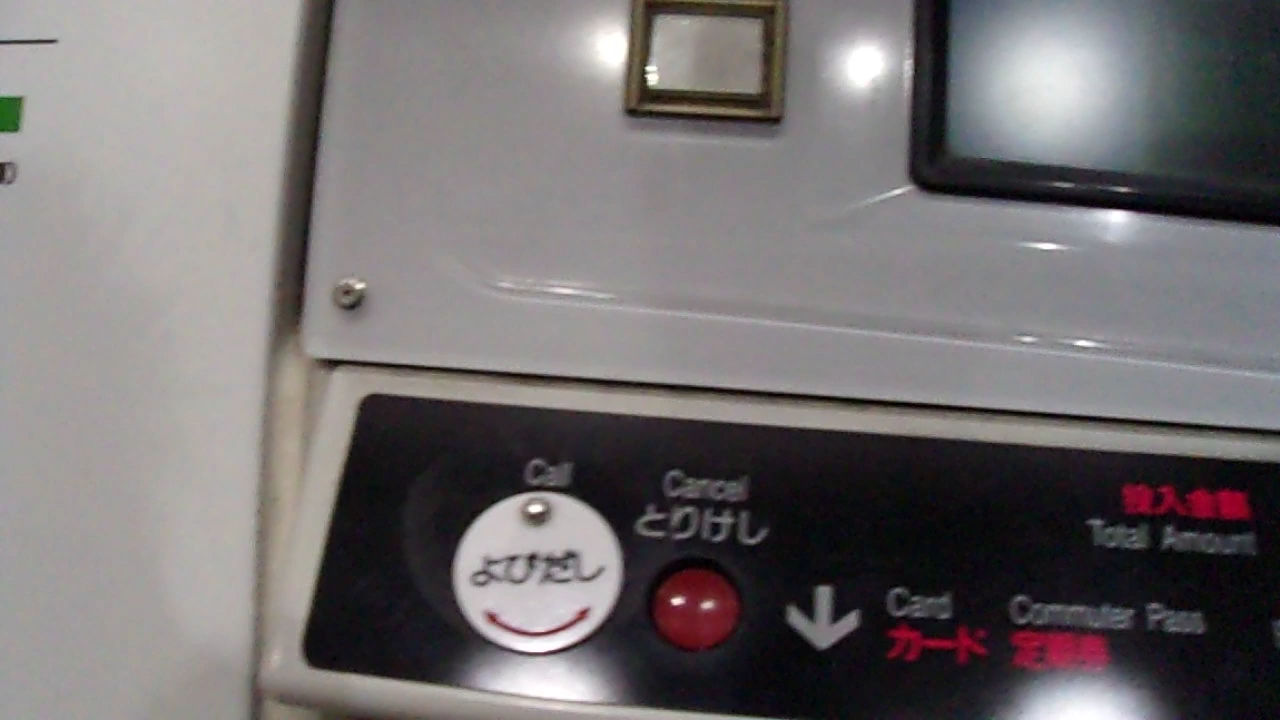 Call
よびだし
Cancel
とりけし
投入金額
Total Amount
Card
カード
Commuter Pass
定期券